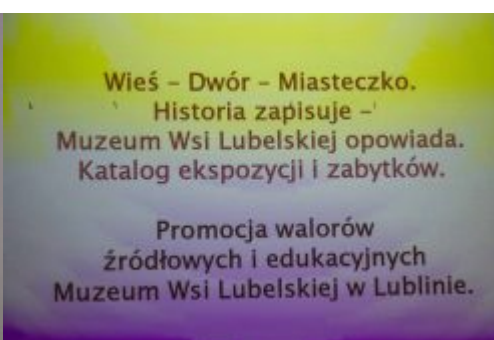 Wieś – Dwór – Miasteczko.
Historia zapisuje –
Muzeum Wsi Lubelskiej opowiada.
Katalog ekspozycji i zabytków.
Promocja walorów
źródłowych i edukacyjnych
Muzeum Wsi Lubelskiej w Lublinie.